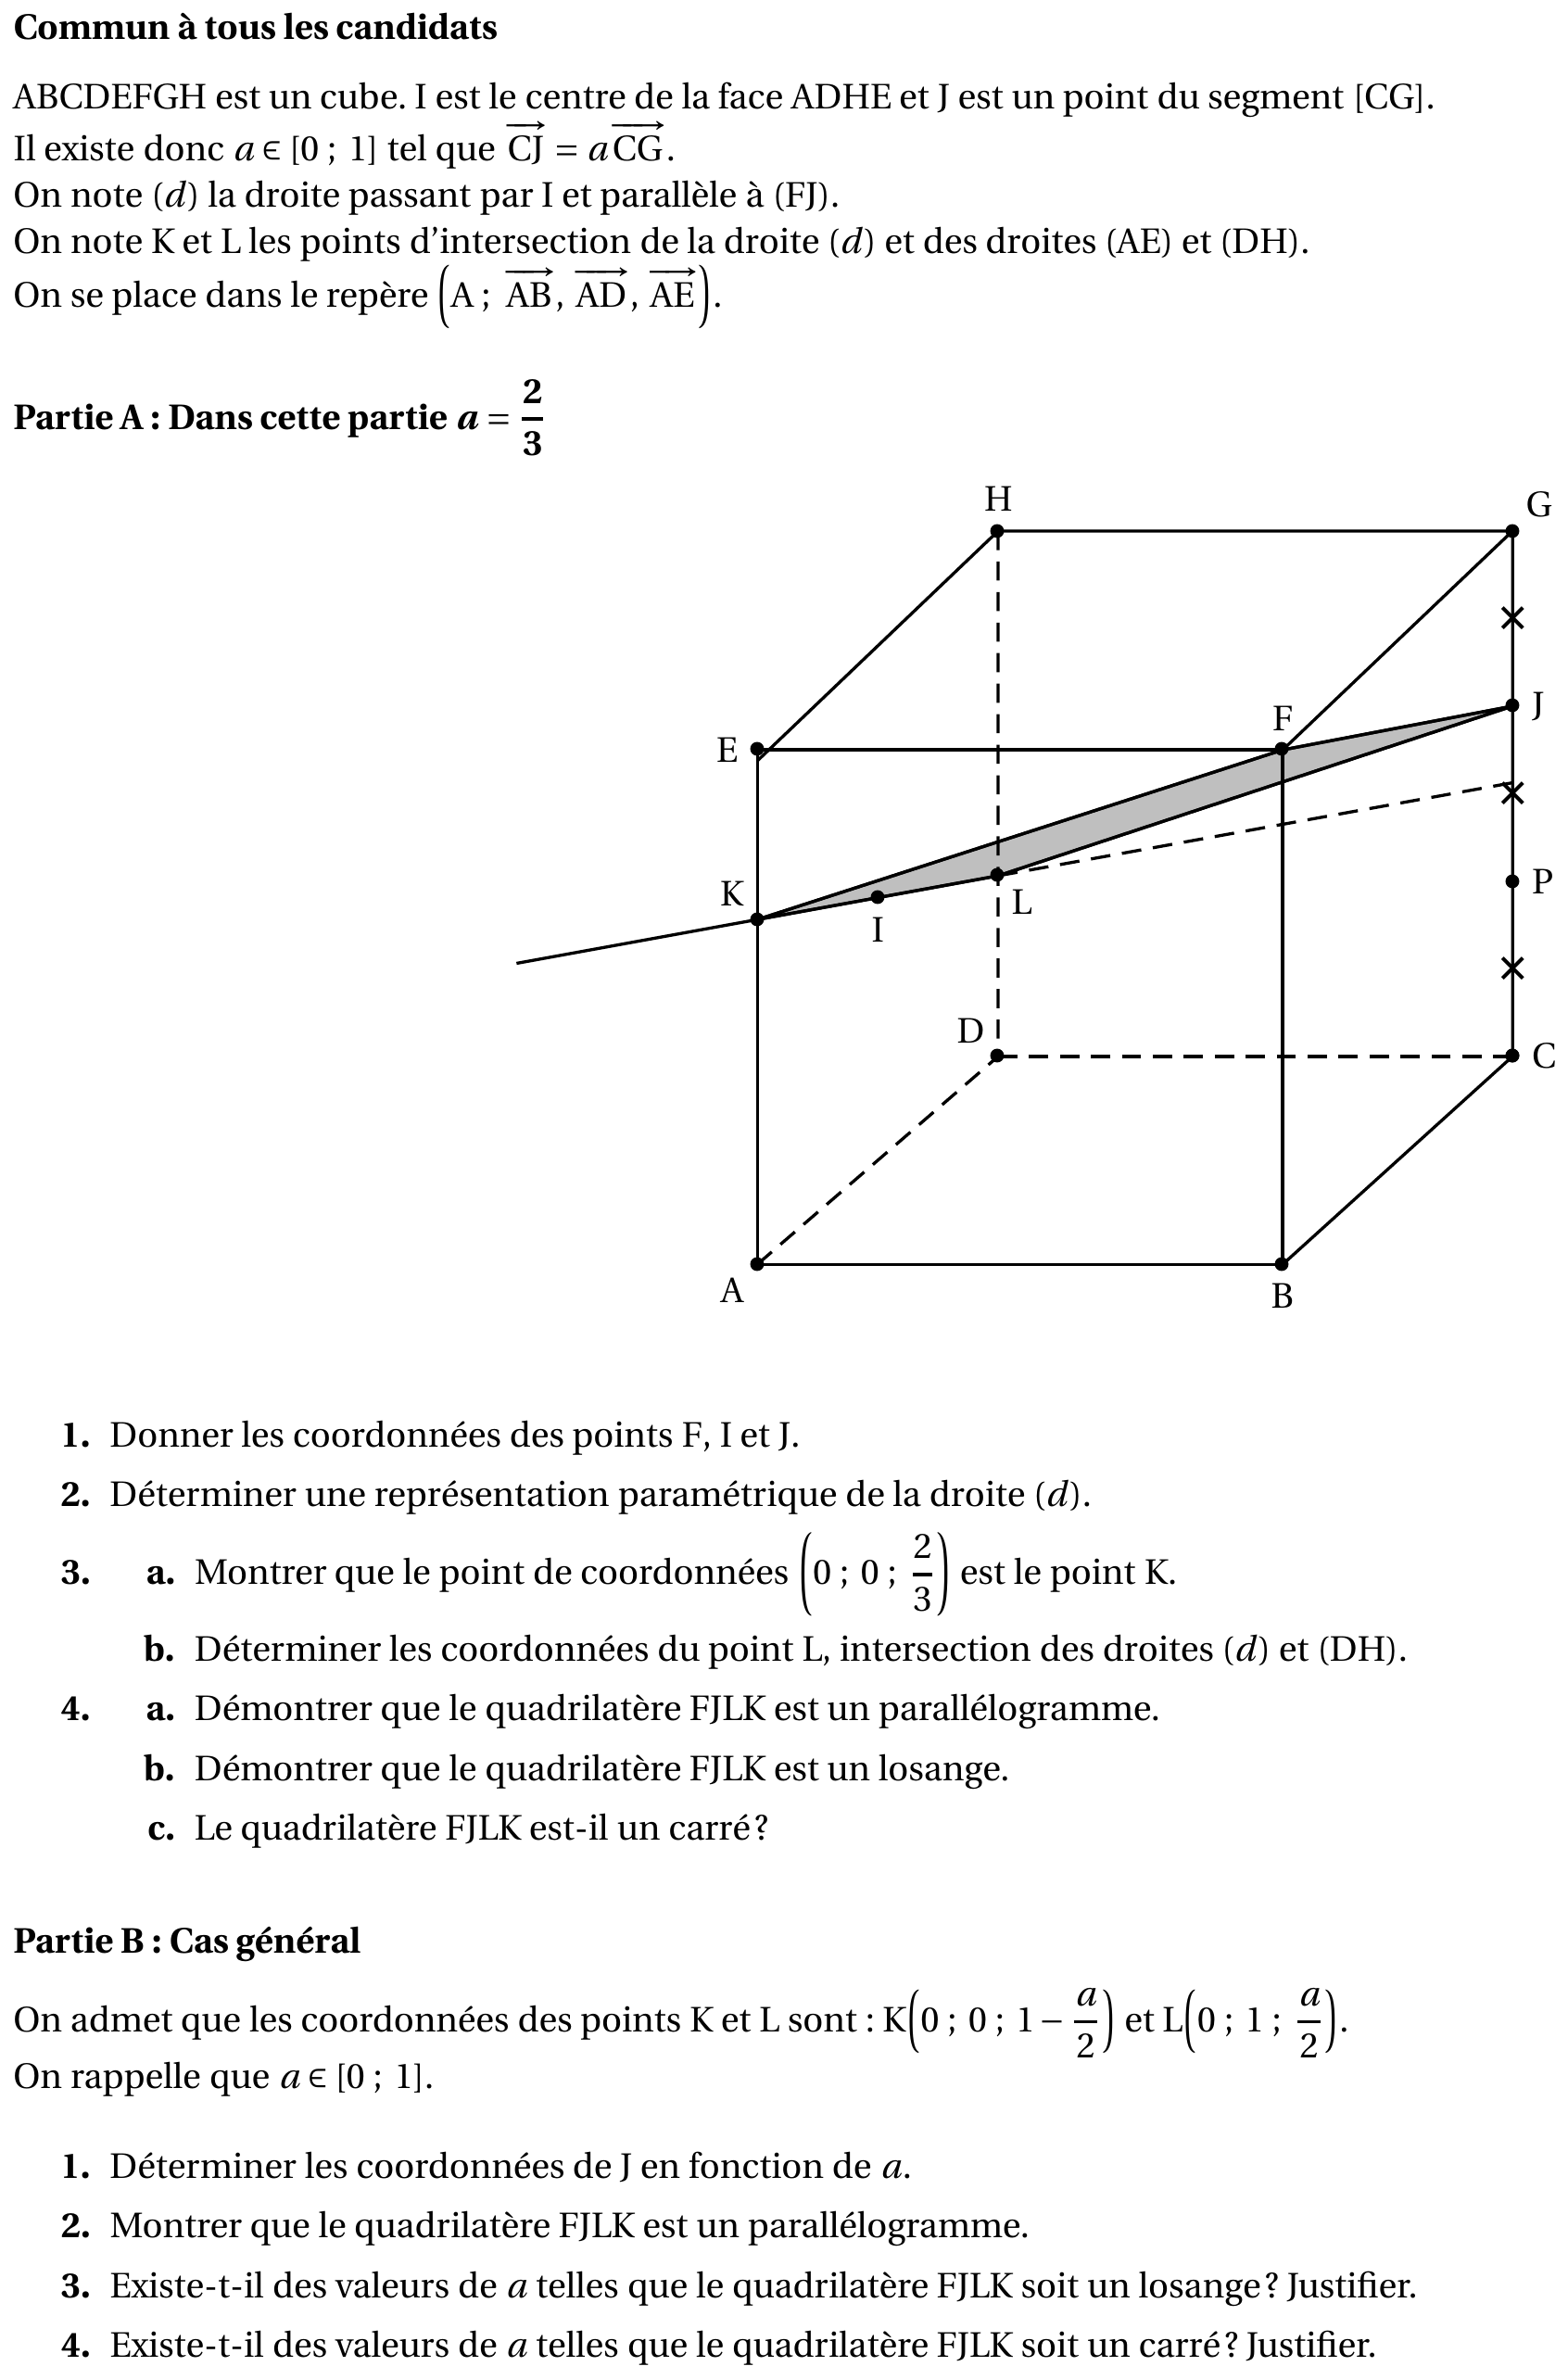 Commun à tous les candidats
ABCDEFGH est un cube. I est le centre de la face ADHE et J est un point du segment [CG].
Il existe donc a ∈ [0 ; 1] tel que $\overrightarrow{CJ}$ = a$\overrightarrow{CG}$.
On note (d) la droite passant par I et parallèle à (FJ).
On note K et L les points d'intersection de la droite (d) et des droites (AE) et (DH).
On se place dans le repère (A ; $\overrightarrow{AB}$, $\overrightarrow{AD}$, $\overrightarrow{AE}$).
Partie A : Dans cette partie a = $\frac{2}{3}$
H
G
J
F
E
P
K
L
I
D
C
A
B
1. Donner les coordonnées des points F, I et J.
2. Déterminer une représentation paramétrique de la droite (d).
3. a. Montrer que le point de coordonnées (0 ; 0 ; $\frac{2}{3}$) est le point K.
b. Déterminer les coordonnées du point L, intersection des droites (d) et (DH).
4. a. Démontrer que le quadrilatère FJLK est un parallélogramme.
b. Démontrer que le quadrilatère FJLK est un losange.
c. Le quadrilatère FJLK est-il un carré ?
Partie B : Cas général
On admet que les coordonnées des points K et L sont : K(0 ; 0 ; 1 − $\frac{a}{2}$) et L(0 ; 1 ; $\frac{a}{2}$).
On rappelle que a ∈ [0 ; 1].
1. Déterminer les coordonnées de J en fonction de a.
2. Montrer que le quadrilatère FJLK est un parallélogramme.
3. Existe-t-il des valeurs de a telles que le quadrilatère FJLK soit un losange ? Justifier.
4. Existe-t-il des valeurs de a telles que le quadrilatère FJLK soit un carré ? Justifier.